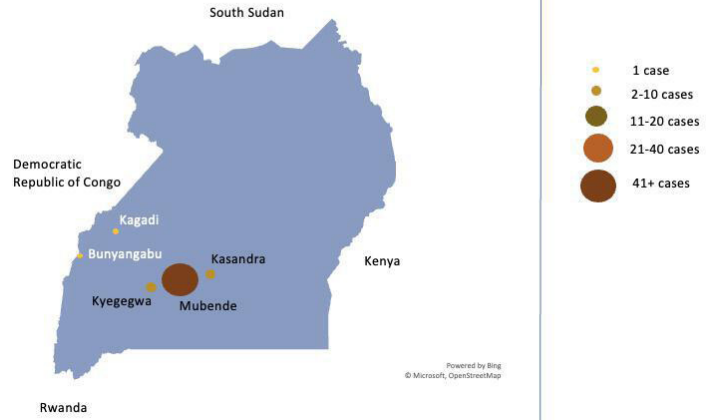 South Sudan
Democratic
Republic of Congo
Kagadi
Bunyangabu
Kasandra
Kenya
Kyegegwa
Mubende
Rwanda
Powered by Bing
© Microsoft, OpenStreetMap
1 case
2-10 cases
11-20 cases
21-40 cases
41+ cases